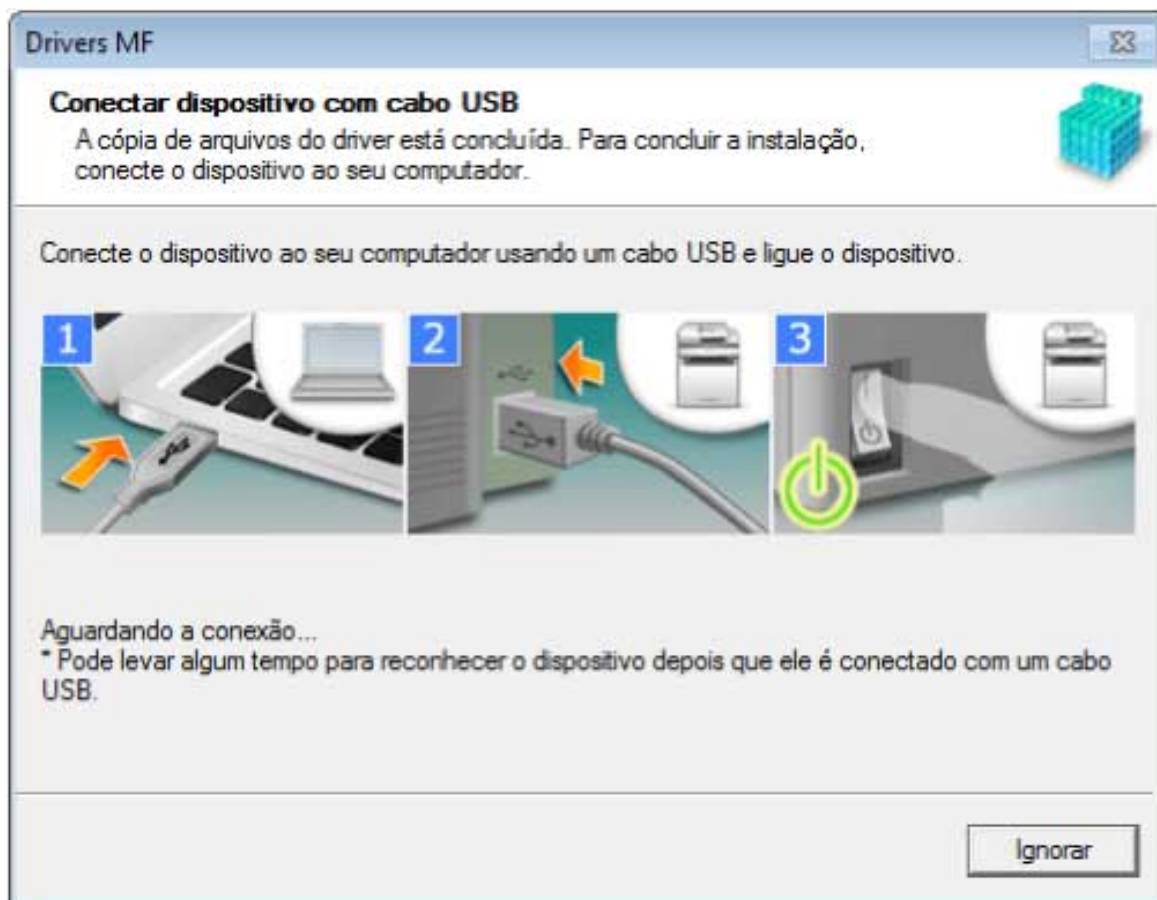 Drivers MF
Conectar dispositivo com cabo USB
A cópia de arquivos do driver está concluída. Para concluir a instalação,
conecte o dispositivo ao seu computador.
Conecte o dispositivo ao seu computador usando um cabo USB e ligue o dispositivo.
1
2
3
Aguardando a conexão...
* Pode levar algum tempo para reconhecer o dispositivo depois que ele é conectado com um cabo
USB.
Ignorar